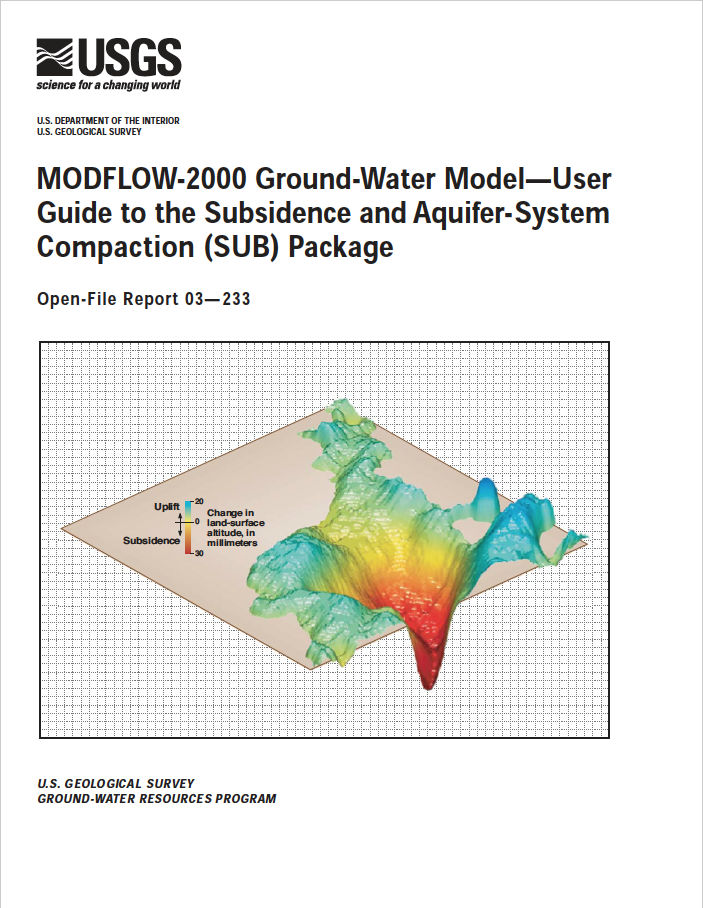 USGS
science for a changing world
U.S. DEPARTMENT OF THE INTERIOR
U.S. GEOLOGICAL SURVEY
MODFLOW-2000 Ground-Water Model—User
Guide to the Subsidence and Aquifer-System
Compaction (SUB) Package
Open-File Report 03—233
Uplift
Subsidence
20
0
30
Change in
land-surface
altitude, in
millimeters
U.S. GEOLOGICAL SURVEY
GROUND-WATER RESOURCES PROGRAM